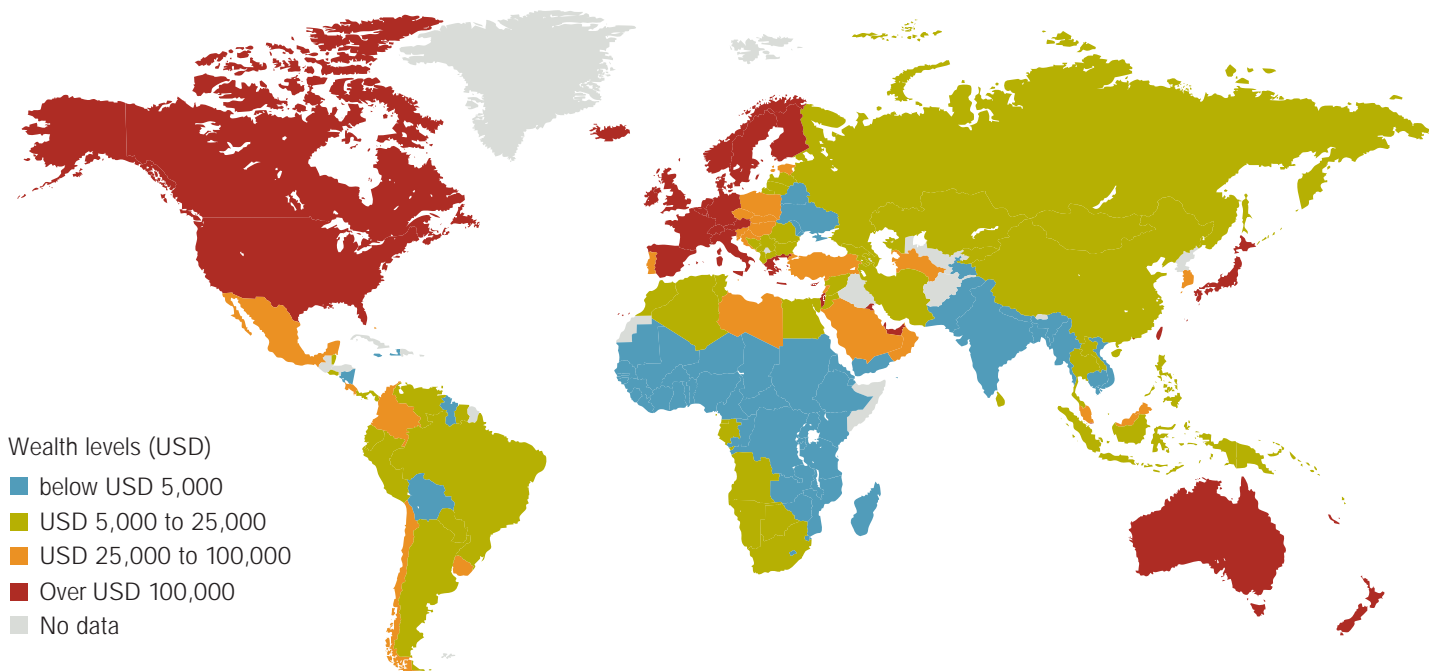 Wealth levels (USD)
below USD 5,000
USD 5,000 to 25,000
USD 25,000 to 100,000
Over USD 100,000
No data